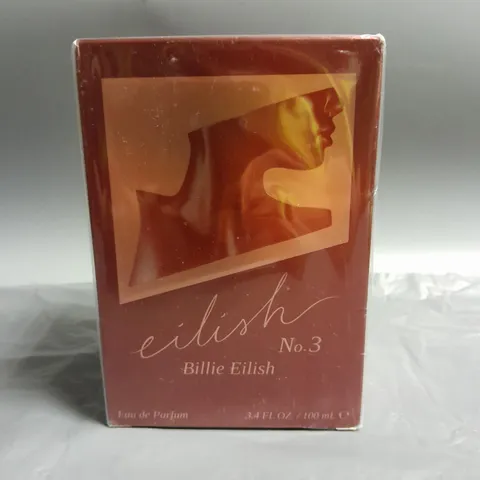 eilish
No.3
Billie Eilish
Eau de Parfum 3.4 FL OZ / 100 mL ℮